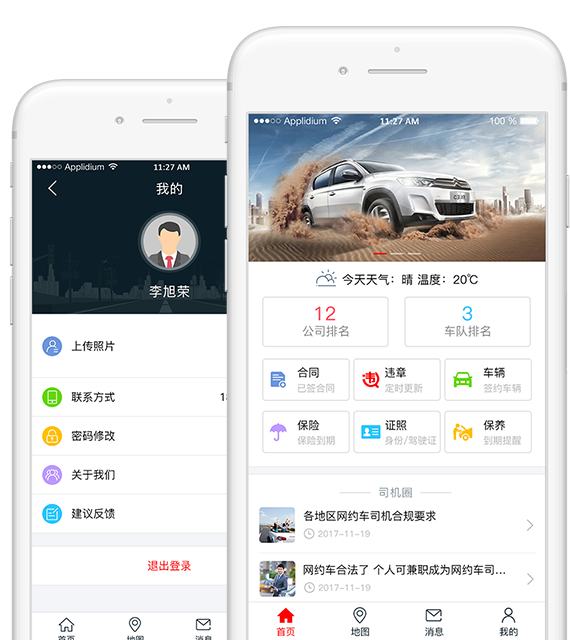 Applidium
11:27 AM
我的
李旭荣
上传照片
联系方式
18
密码修改
关于我们
建议反馈
退出登录
首页
地图
消息
Applidium
11:27 AM
100 %
今天天气：晴 温度：20℃
12
公司排名
3
车队排名
合同
已签合同
违章
定时更新
车辆
签约车辆
保险
保险到期
证照
身份/驾驶证
保养
到期提醒
司机圈
各地区网约车司机合规要求
2017-11-19
网约车合法了 个人可兼职成为网约车司...
2017-11-19
首页
地图
消息
我的